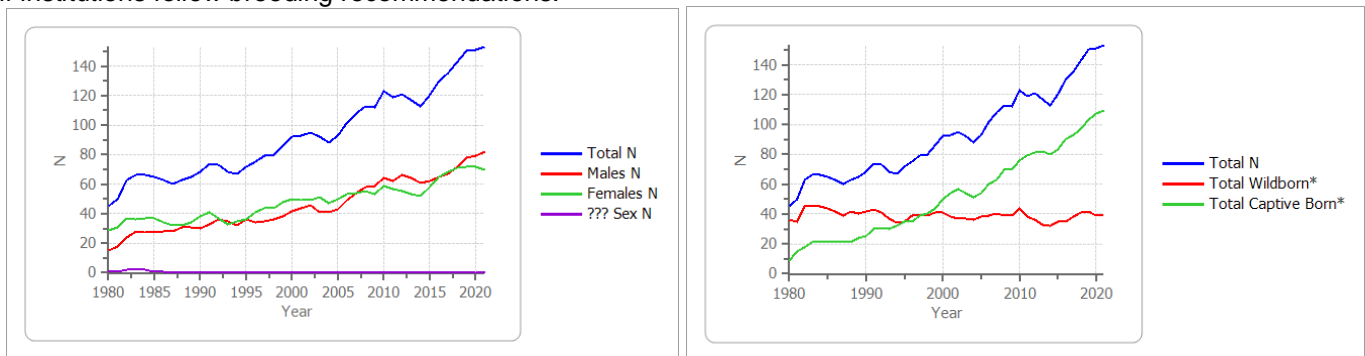 institutions follow breeding recommendations.
140
120
100
80
60
40
20
0
N
1980 1985 1990 1995 2000 2005 2010 2015 2020
Year
Total N
Males N
Females N
??? Sex N
140
120
100
80
60
40
20
0
N
1980 1990 2000 2010 2020
Year
Total N
Total Wildborn*
Total Captive Born*